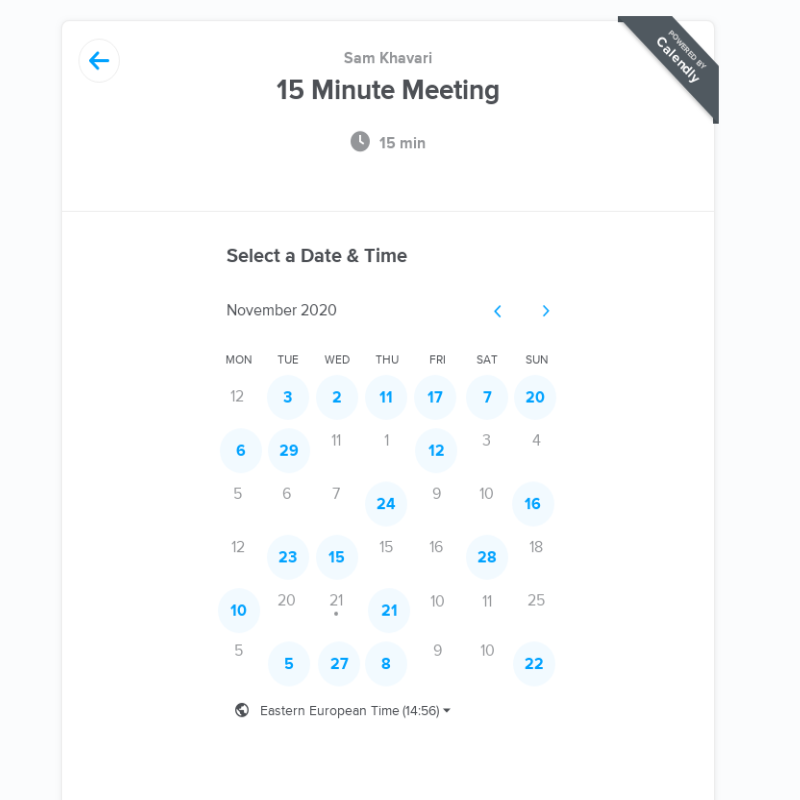 POWERED BY
Calendly
Sam Khavari
15 Minute Meeting
15 min
Select a Date & Time
November 2020
MON TUE WED THU FRI SAT SUN
12 3 2 11 17 7 20
6 29 11 1 12 3 4
5 6 7 24 9 10 16
12 23 15 15 16 28 18
10 20 21 21 10 11 25
5 5 27 8 9 10 22
Eastern European Time (14:56)